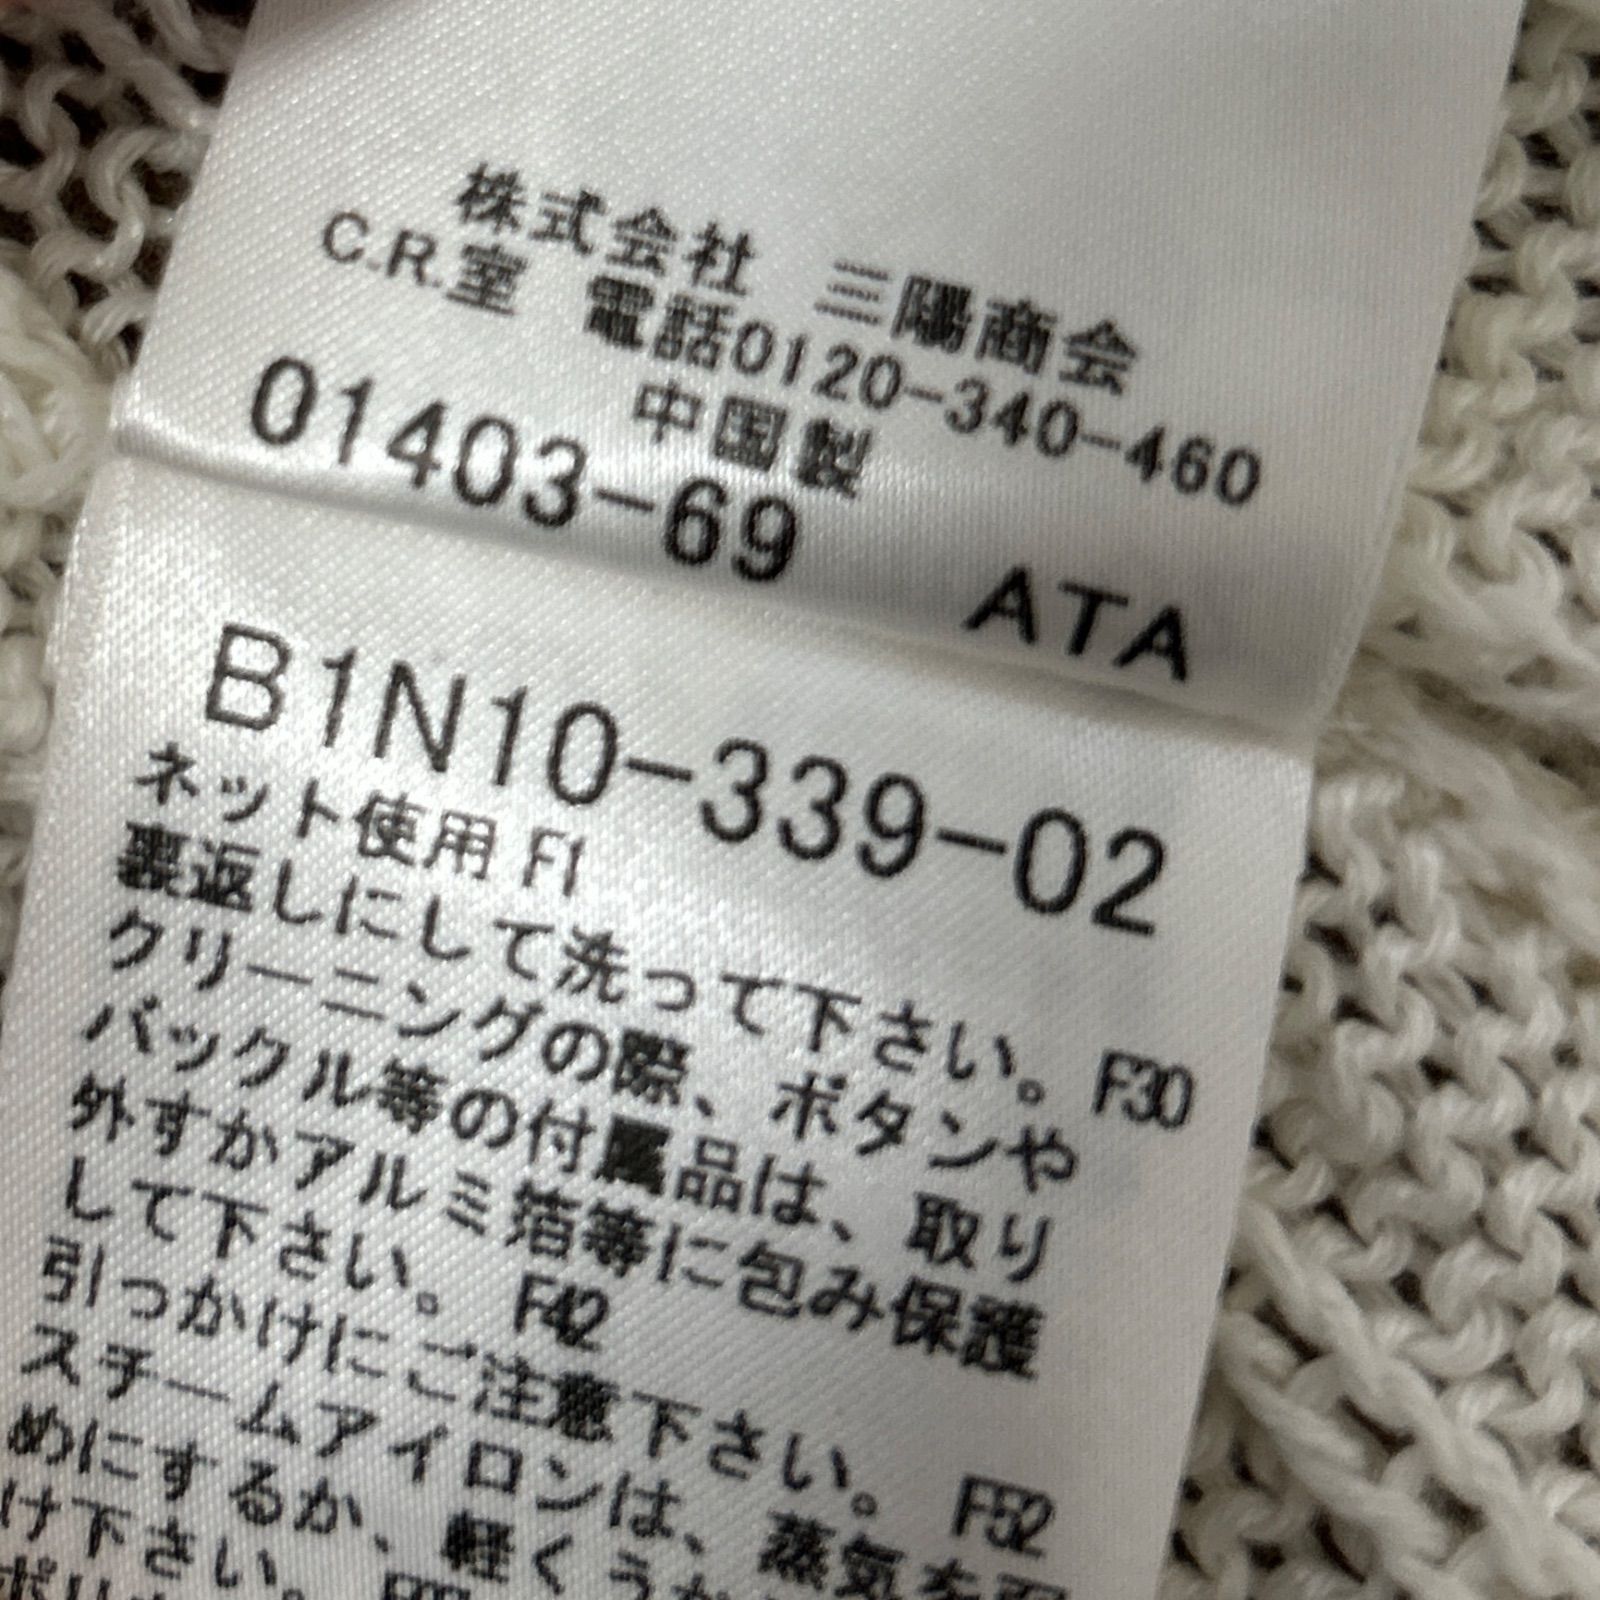 株式会社 三陽商会
C.R.室 電話0120-340-460
中国製
01403-69 ATA
B1N10-339-02
ネット使用 F1
裏返しにして洗って下さい。 F30
クリーニングの際、ボタンや
バックル等の付属品は、取り
外すかアルミ箔等に包み保護
して下さい。 F42
引っかけにご注意下さい。 F52
スチームアイロンは、蒸気を
めにするか、軽くうか
け下さい。